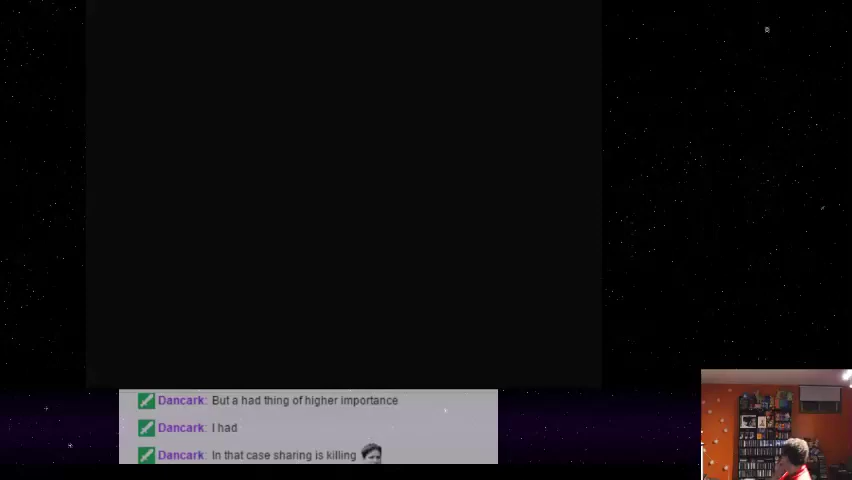 Dancark: But a had thing of higher importance
Dancark: I had
Dancark: In that case sharing is killing